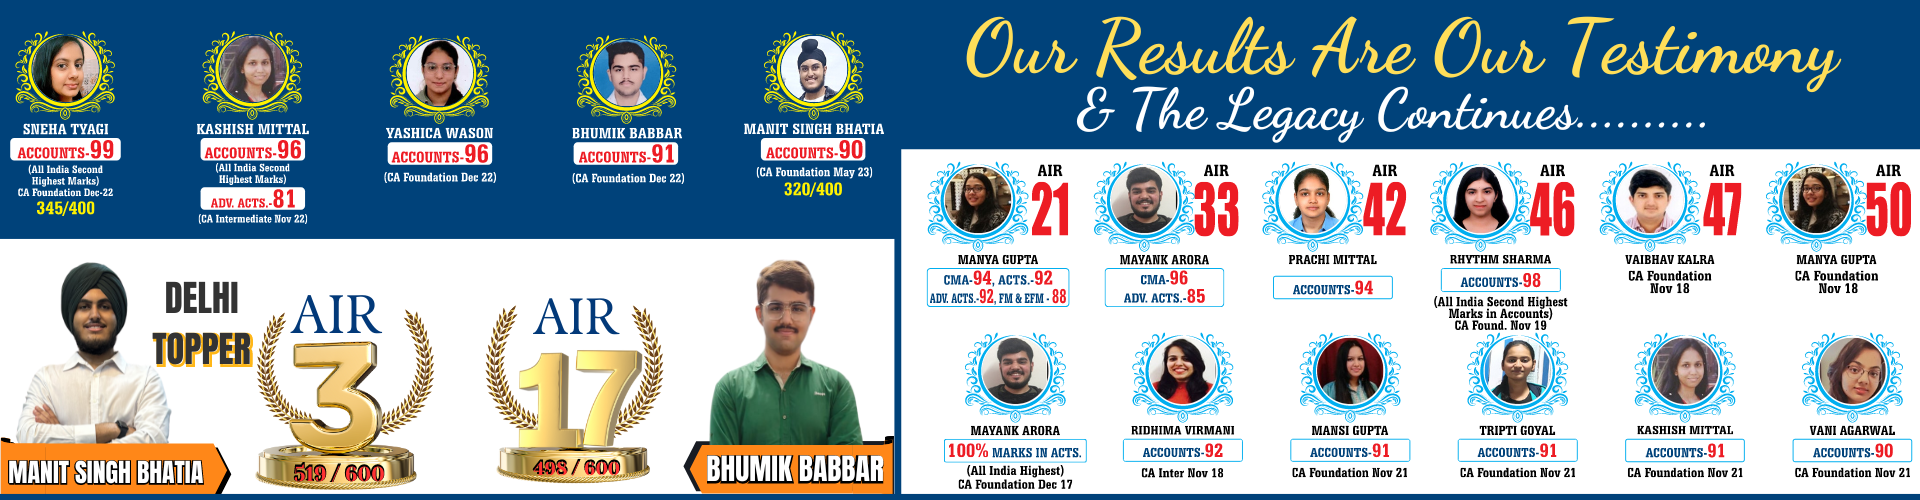 SNEHA TYAGI
ACCOUNTS-99
(All India Second
Highest Marks)
CA Foundation Dec-22
345/400
KASHISH MITTAL
ACCOUNTS-96
(All India Second
Highest Marks)
ADV. ACTS.-81
(CA Intermediate Nov 22)
YASHICA WASON
ACCOUNTS-96
(CA Foundation Dec 22)
BHUMIK BABBAR
ACCOUNTS-91
(CA Foundation Dec 22)
MANIT SINGH BHATIA
ACCOUNTS-90
(CA Foundation May 23)
320/400
DELHI
TOPPER
AIR
3
519 / 600
MANIT SINGH BHATIA
AIR
17
498 / 600
BHUMIK BABBAR
Our Results Are Our Testimony
& The Legacy Continues..........
AIR
21
MANYA GUPTA
CMA-94, ACTS.-92
ADV. ACTS.-92, FM & EFM - 88
AIR
33
MAYANK ARORA
CMA-96
ADV. ACTS.-85
AIR
42
PRACHI MITTAL
ACCOUNTS-94
AIR
46
RHYTHM SHARMA
ACCOUNTS-98
(All India Second Highest
Marks in Accounts)
CA Found. Nov 19
AIR
47
VAIBHAV KALRA
CA Foundation
Nov 18
AIR
50
MANYA GUPTA
CA Foundation
Nov 18
MAYANK ARORA
100% MARKS IN ACTS.
(All India Highest)
CA Foundation Dec 17
RIDHIMA VIRMANI
ACCOUNTS-92
CA Inter Nov 18
MANSI GUPTA
ACCOUNTS-91
CA Foundation Nov 21
TRIPTI GOYAL
ACCOUNTS-91
CA Foundation Nov 21
KASHISH MITTAL
ACCOUNTS-91
CA Foundation Nov 21
VANI AGARWAL
ACCOUNTS-90
CA Foundation Nov 21